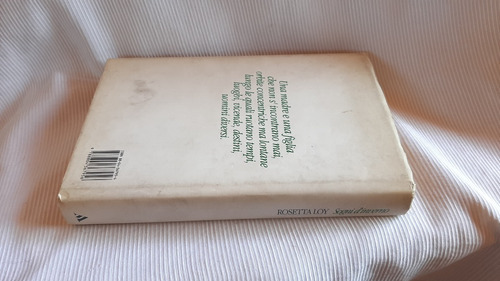 Una madre e una figlia
che non s'incontrano mai,
orbite concentriche ma lontane
lungo le quali ruotano tempi,
luoghi, vicende, destini,
uomini diversi.
ROSETTA LOY Sogni d'inverno